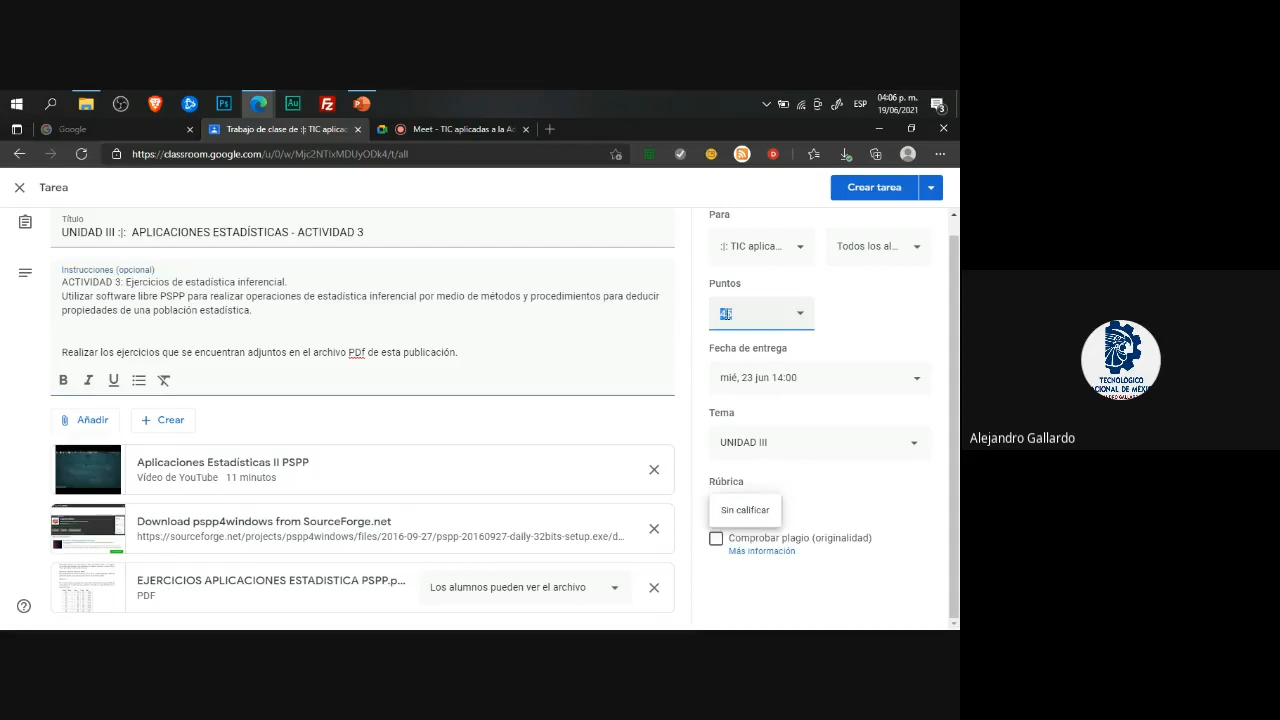 Ps
Au
Fz
ESP
04:06 p. m.
19/06/2021
3
Google
Trabajo de clase de :|: TIC aplicac
Meet - TIC aplicadas a la Ac
https://classroom.google.com/u/0/w/Mjc2NTIxMDUyODk4/t/all
Tarea
Crear tarea
Título
UNIDAD III :|: APLICACIONES ESTADÍSTICAS - ACTIVIDAD 3
Instrucciones (opcional)
ACTIVIDAD 3: Ejercicios de estadística inferencial.
Utilizar software libre PSPP para realizar operaciones de estadística inferencial por medio de métodos y procedimientos para deducir
propiedades de una población estadística.
Realizar los ejercicios que se encuentran adjuntos en el archivo PDf de esta publicación.
B I U
Añadir
Crear
Aplicaciones Estadísticas II PSPP
Vídeo de YouTube 11 minutos
Download pspp4windows from SourceForge.net
https://sourceforge.net/projects/pspp4windows/files/2016-09-27/pspp-20160927-daily-32bits-setup.exe/d...
EJERCICIOS APLICACIONES ESTADISTICA PSPP.p...
PDF
Los alumnos pueden ver el archivo
Para
:|: TIC aplica...
Todos los al...
Puntos
Fecha de entrega
mié, 23 jun 14:00
Tema
UNIDAD III
Rúbrica
Sin calificar
Comprobar plagio (originalidad)
Más información
TECNOLÓGICO
Alejandro Gallardo